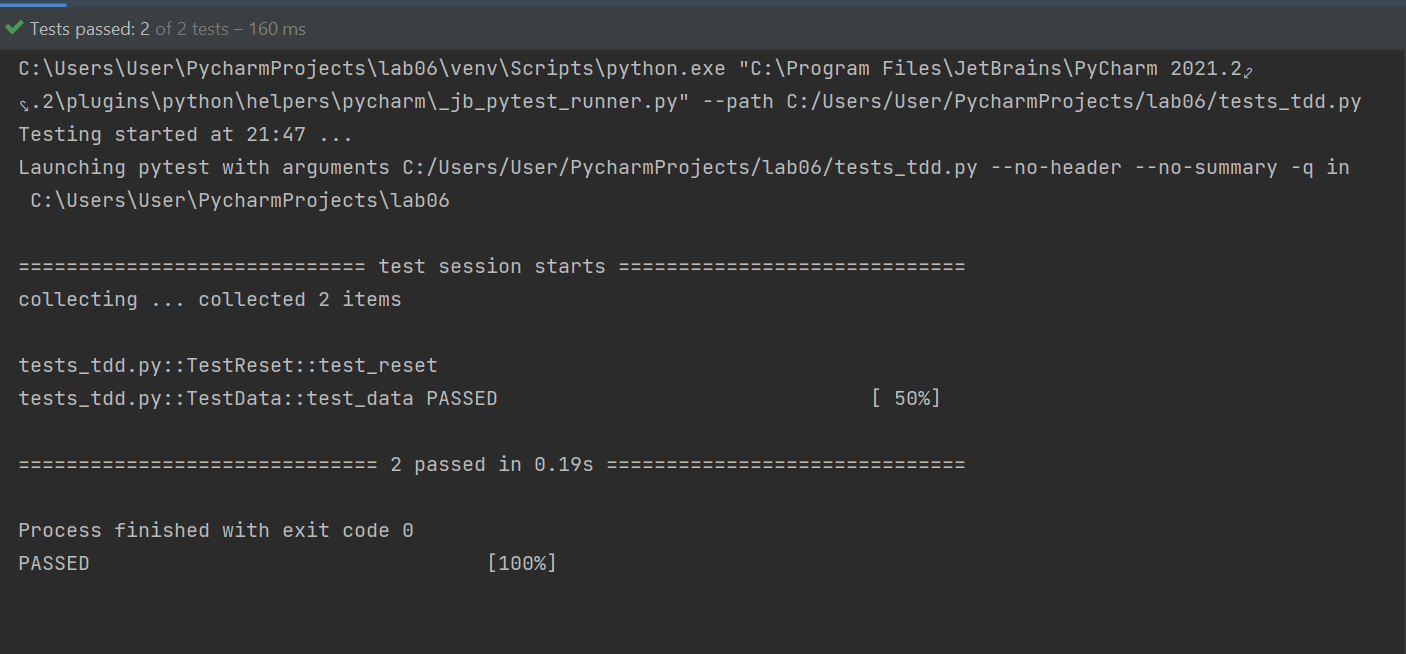 Tests passed: 2 of 2 tests – 160 ms
C:\Users\User\PycharmProjects\lab06\venv\Scripts\python.exe "C:\Program Files\JetBrains\PyCharm 2021.2
.2\plugins\python\helpers\pycharm\_jb_pytest_runner.py" --path C:/Users/User/PycharmProjects/lab06/tests_tdd.py
Testing started at 21:47 ...
Launching pytest with arguments C:/Users/User/PycharmProjects/lab06/tests_tdd.py --no-header --no-summary -q in
C:\Users\User\PycharmProjects\lab06
============================= test session starts =============================
collecting ... collected 2 items
tests_tdd.py::TestReset::test_reset
tests_tdd.py::TestData::test_data PASSED                               [ 50%]
============================== 2 passed in 0.19s ==============================
Process finished with exit code 0
PASSED                                 [100%]